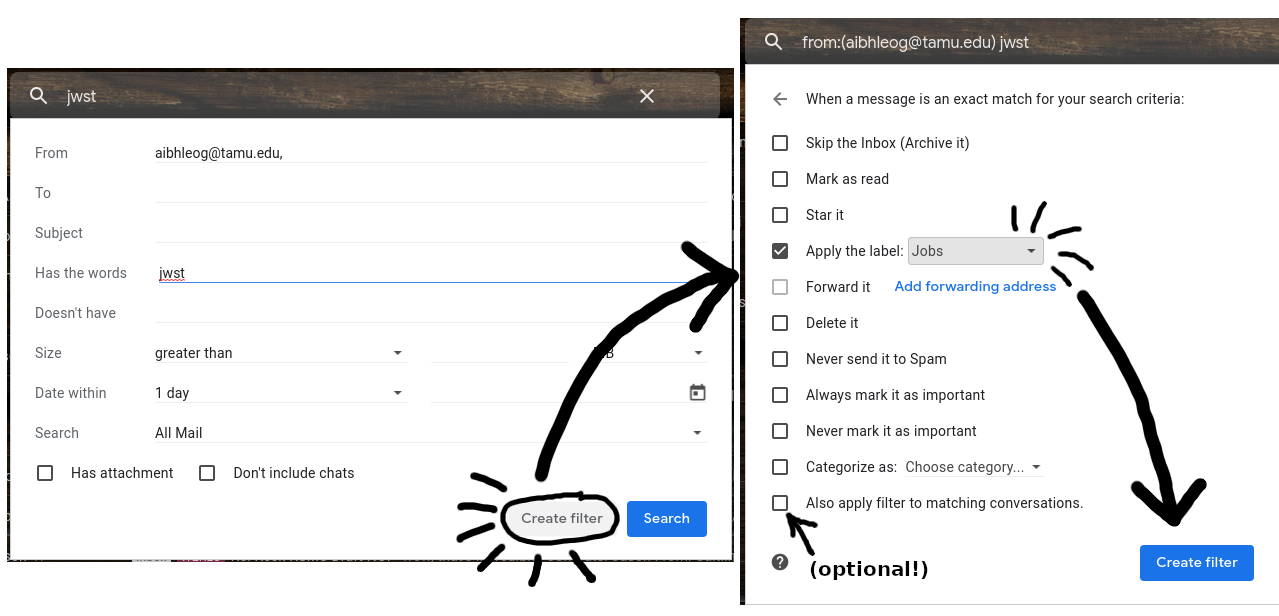 jwst
From aibhleog@tamu.edu,
To
Subject
Has the words jwst
Doesn't have
Size greater than
Date within 1 day
Search All Mail
Has attachment Don't include chats
Create filter Search
from:(aibhleog@tamu.edu) jwst
When a message is an exact match for your search criteria:
Skip the Inbox (Archive it)
Mark as read
Star it
Apply the label: Jobs
Forward it Add forwarding address
Delete it
Never send it to Spam
Always mark it as important
Never mark it as important
Categorize as: Choose category...
Also apply filter to matching conversations.
(optional!)
Create filter